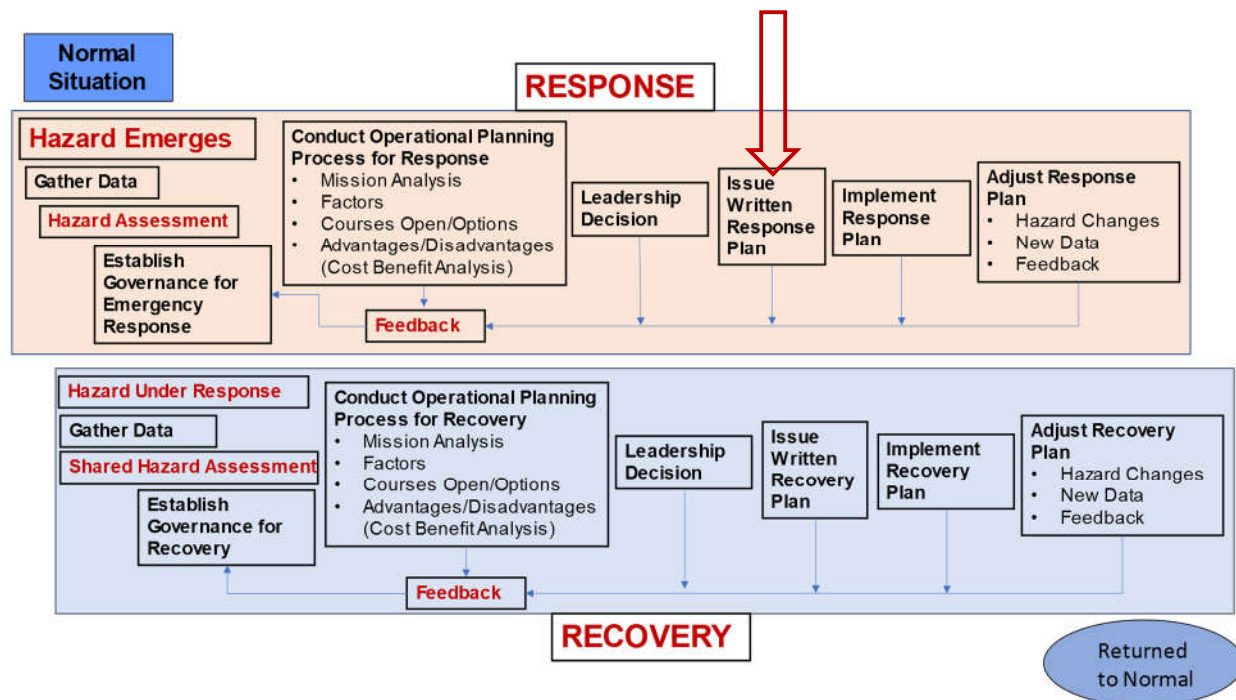 Normal
Situation
RESPONSE
Hazard Emerges
Gather Data
Hazard Assessment
Establish
Governance for
Emergency
Response
Conduct Operational Planning
Process for Response
• Mission Analysis
• Factors
• Courses Open/Options
• Advantages/Disadvantages
(Cost Benefit Analysis)
Feedback
Leadership
Decision
Issue
Written
Response
Plan
Implement
Response
Plan
Adjust Response
Plan
• Hazard Changes
• New Data
• Feedback
Hazard Under Response
Gather Data
Shared Hazard Assessment
Establish
Governance for
Recovery
Conduct Operational Planning
Process for Recovery
• Mission Analysis
• Factors
• Courses Open/Options
• Advantages/Disadvantages
(Cost Benefit Analysis)
Feedback
Leadership
Decision
Issue
Written
Recovery
Plan
Implement
Recovery
Plan
Adjust Recovery
Plan
• Hazard Changes
• New Data
• Feedback
RECOVERY
Returned
to Normal